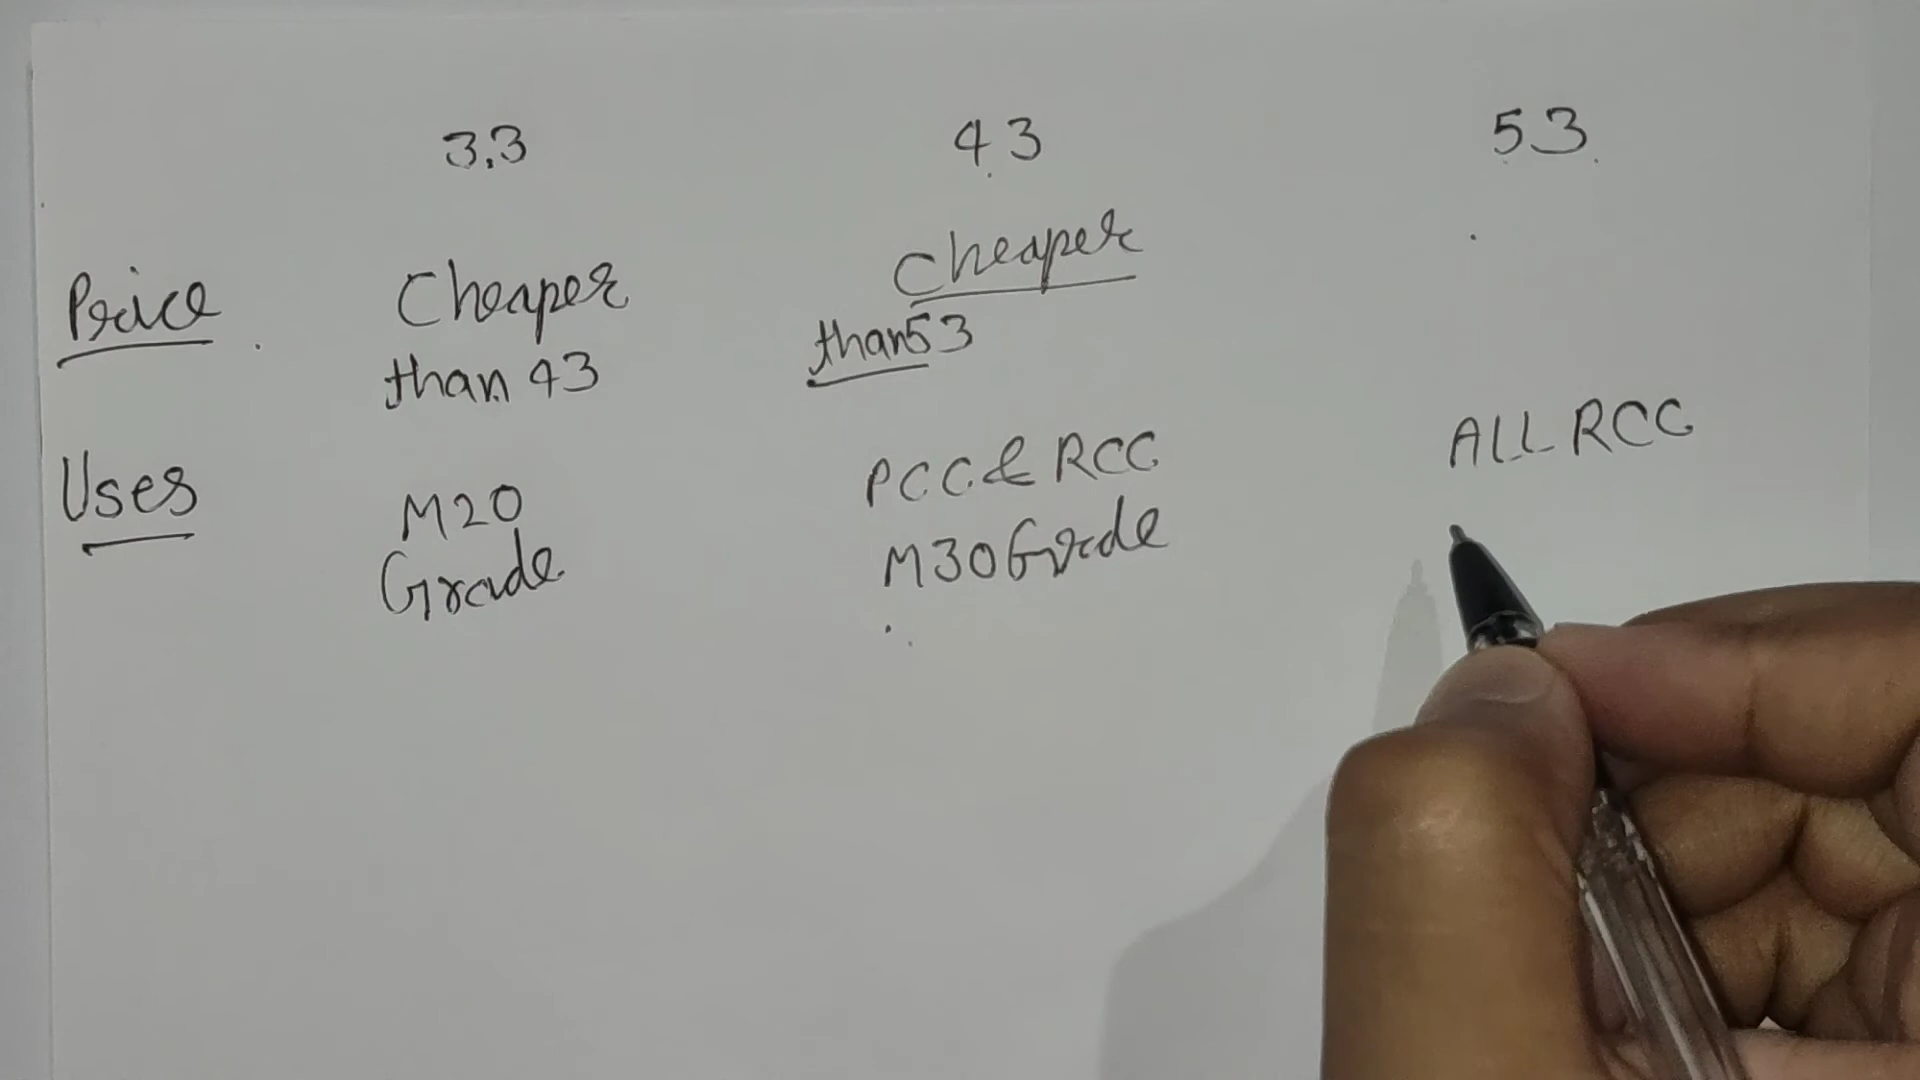 33 43 53
Price Cheaper Cheaper
than 43 than 53
Uses M20 PCC & RCC ALL RCC
Grade M30 Grade